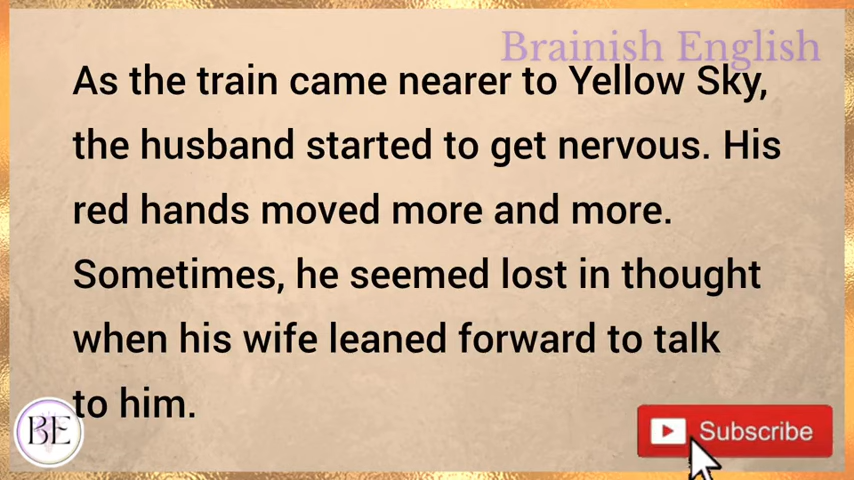 Brainish English
As the train came nearer to Yellow Sky,
the husband started to get nervous. His
red hands moved more and more.
Sometimes, he seemed lost in thought
when his wife leaned forward to talk
to him.
BE
Subscribe